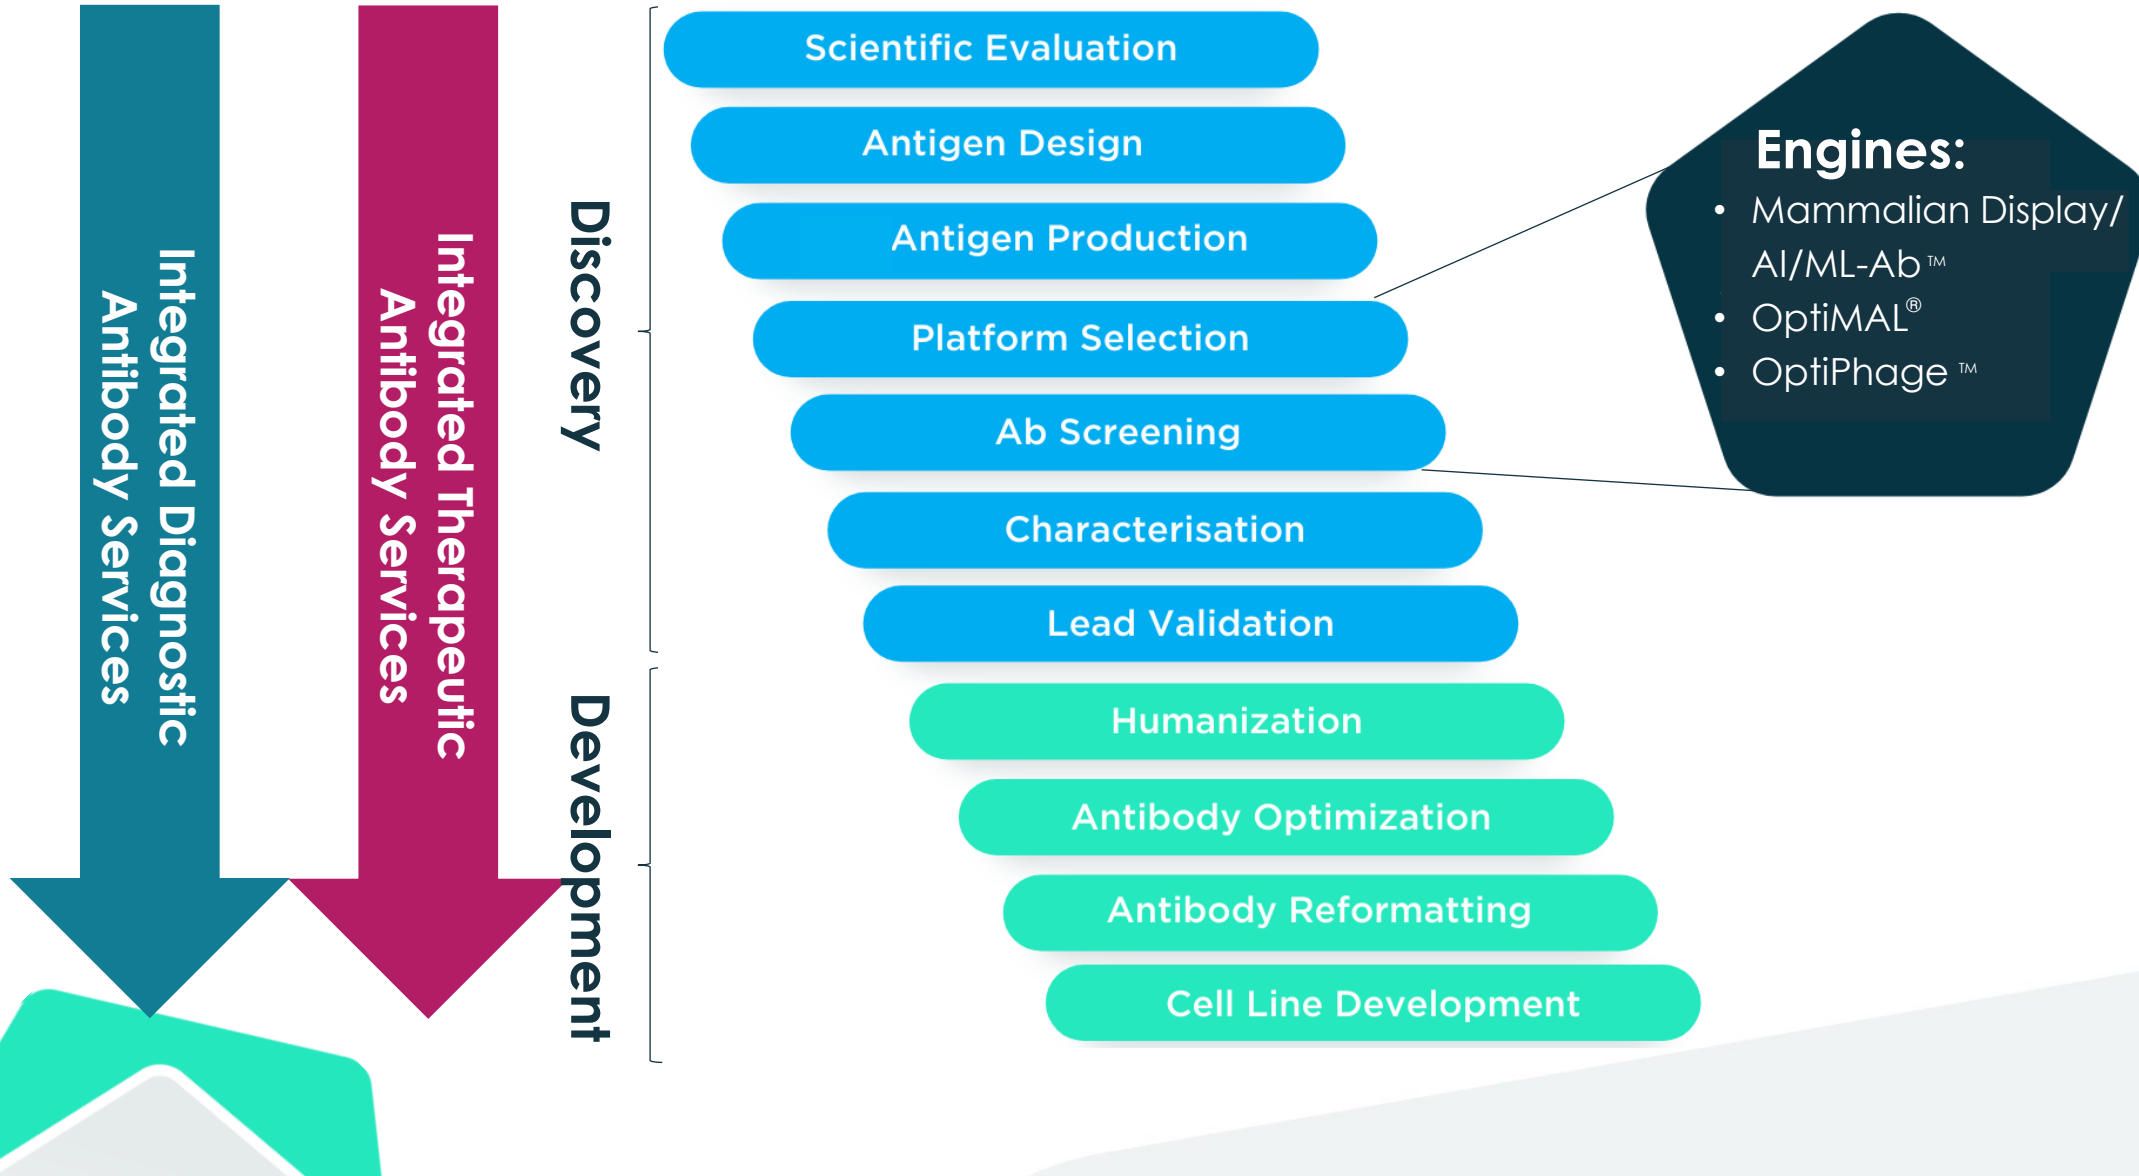 Integrated Diagnostic
Antibody Services
Integrated Therapeutic
Antibody Services
Discovery
Scientific Evaluation
Antigen Design
Antigen Production
Platform Selection
Ab Screening
Characterisation
Lead Validation
Development
Humanization
Antibody Optimization
Antibody Reformatting
Cell Line Development
Engines:
• Mammalian Display/
AI/ML-Ab™
• OptiMAL®
• OptiPhage™